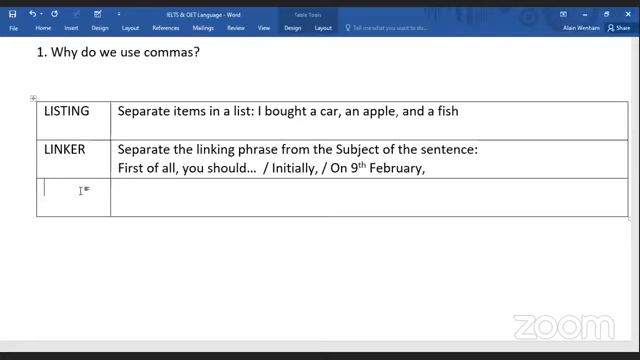 IELTS & OET Language - Word
Table Tools
File Home Insert Design Layout References Mailings Review View Design Layout Tell me what you want to do... Alain Wenham Share
1. Why do we use commas?
LISTING Separate items in a list: I bought a car, an apple, and a fish
LINKER Separate the linking phrase from the Subject of the sentence:
First of all, you should... / Initially, / On 9th February,
zoom